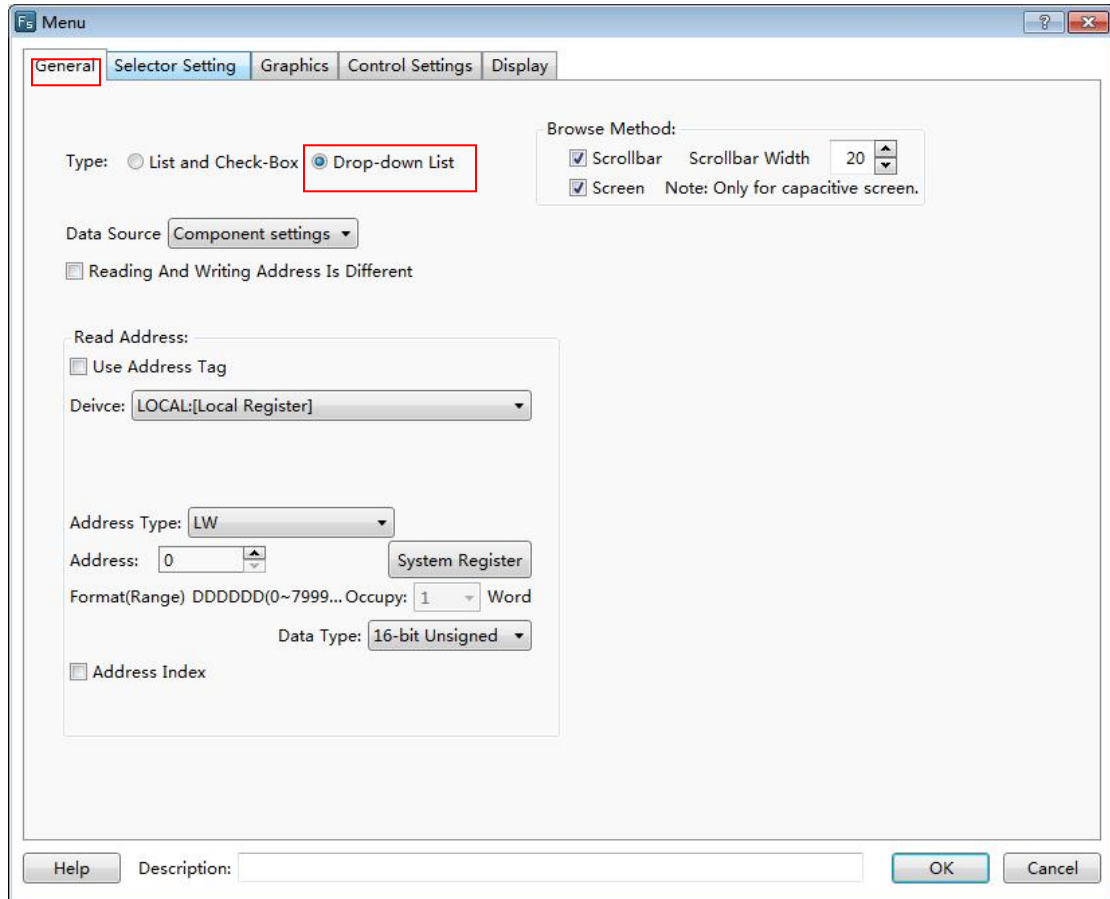 Fs Menu
General Selector Setting Graphics Control Settings Display
Browse Method:
Type: List and Check-Box Drop-down List
Scrollbar Scrollbar Width 20
Screen Note: Only for capacitive screen.
Data Source Component settings
Reading And Writing Address Is Different
Read Address:
Use Address Tag
Deivce: LOCAL:[Local Register]
Address Type: LW
Address: 0 System Register
Format(Range) DDDDDD(0~7999... Occupy: 1 Word
Data Type: 16-bit Unsigned
Address Index
Help Description: OK Cancel